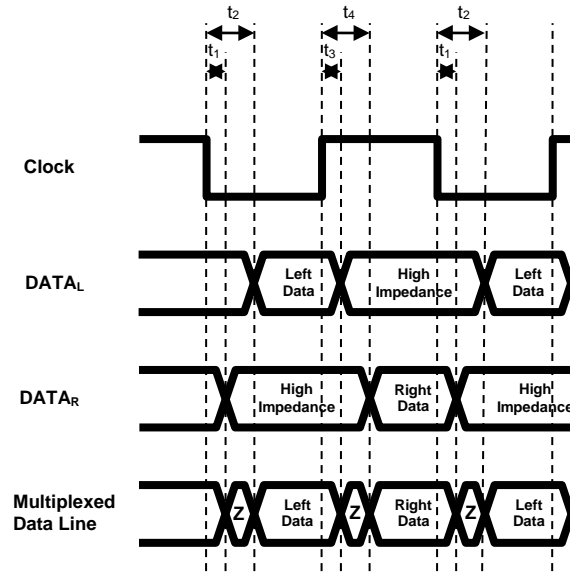 t2 t4 t2
t1 t3 t1
Clock
DATAL
Left
Data
High
Impedance
Left
Data
DATAR
High
Impedance
Right
Data
High
Impedance
Multiplexed
Data Line
Z
Left
Data
Z
Right
Data
Z
Left
Data